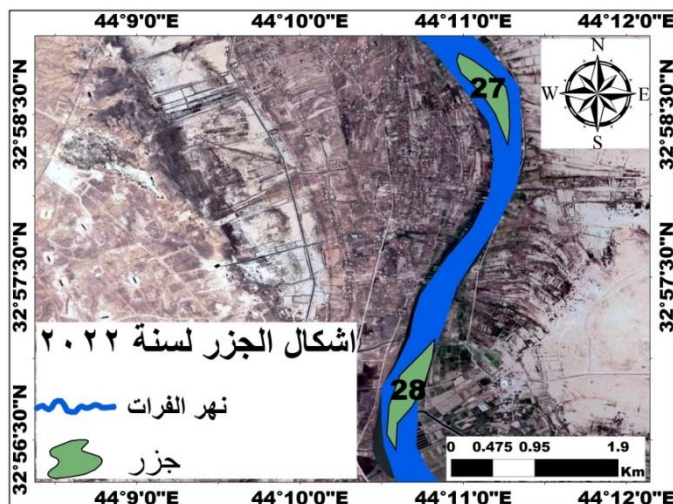 44°9'0"E 44°10'0"E 44°11'0"E 44°12'0"E
32°58'30"N 32°58'30"N
32°57'30"N 32°57'30"N
32°56'30"N 32°56'30"N
N
W E
S
27
28
اشكال الجزر لسنة ٢٠٢٢
نهر الفرات
جزر
0 0.475 0.95 1.9
Km
44°9'0"E 44°10'0"E 44°11'0"E 44°12'0"E